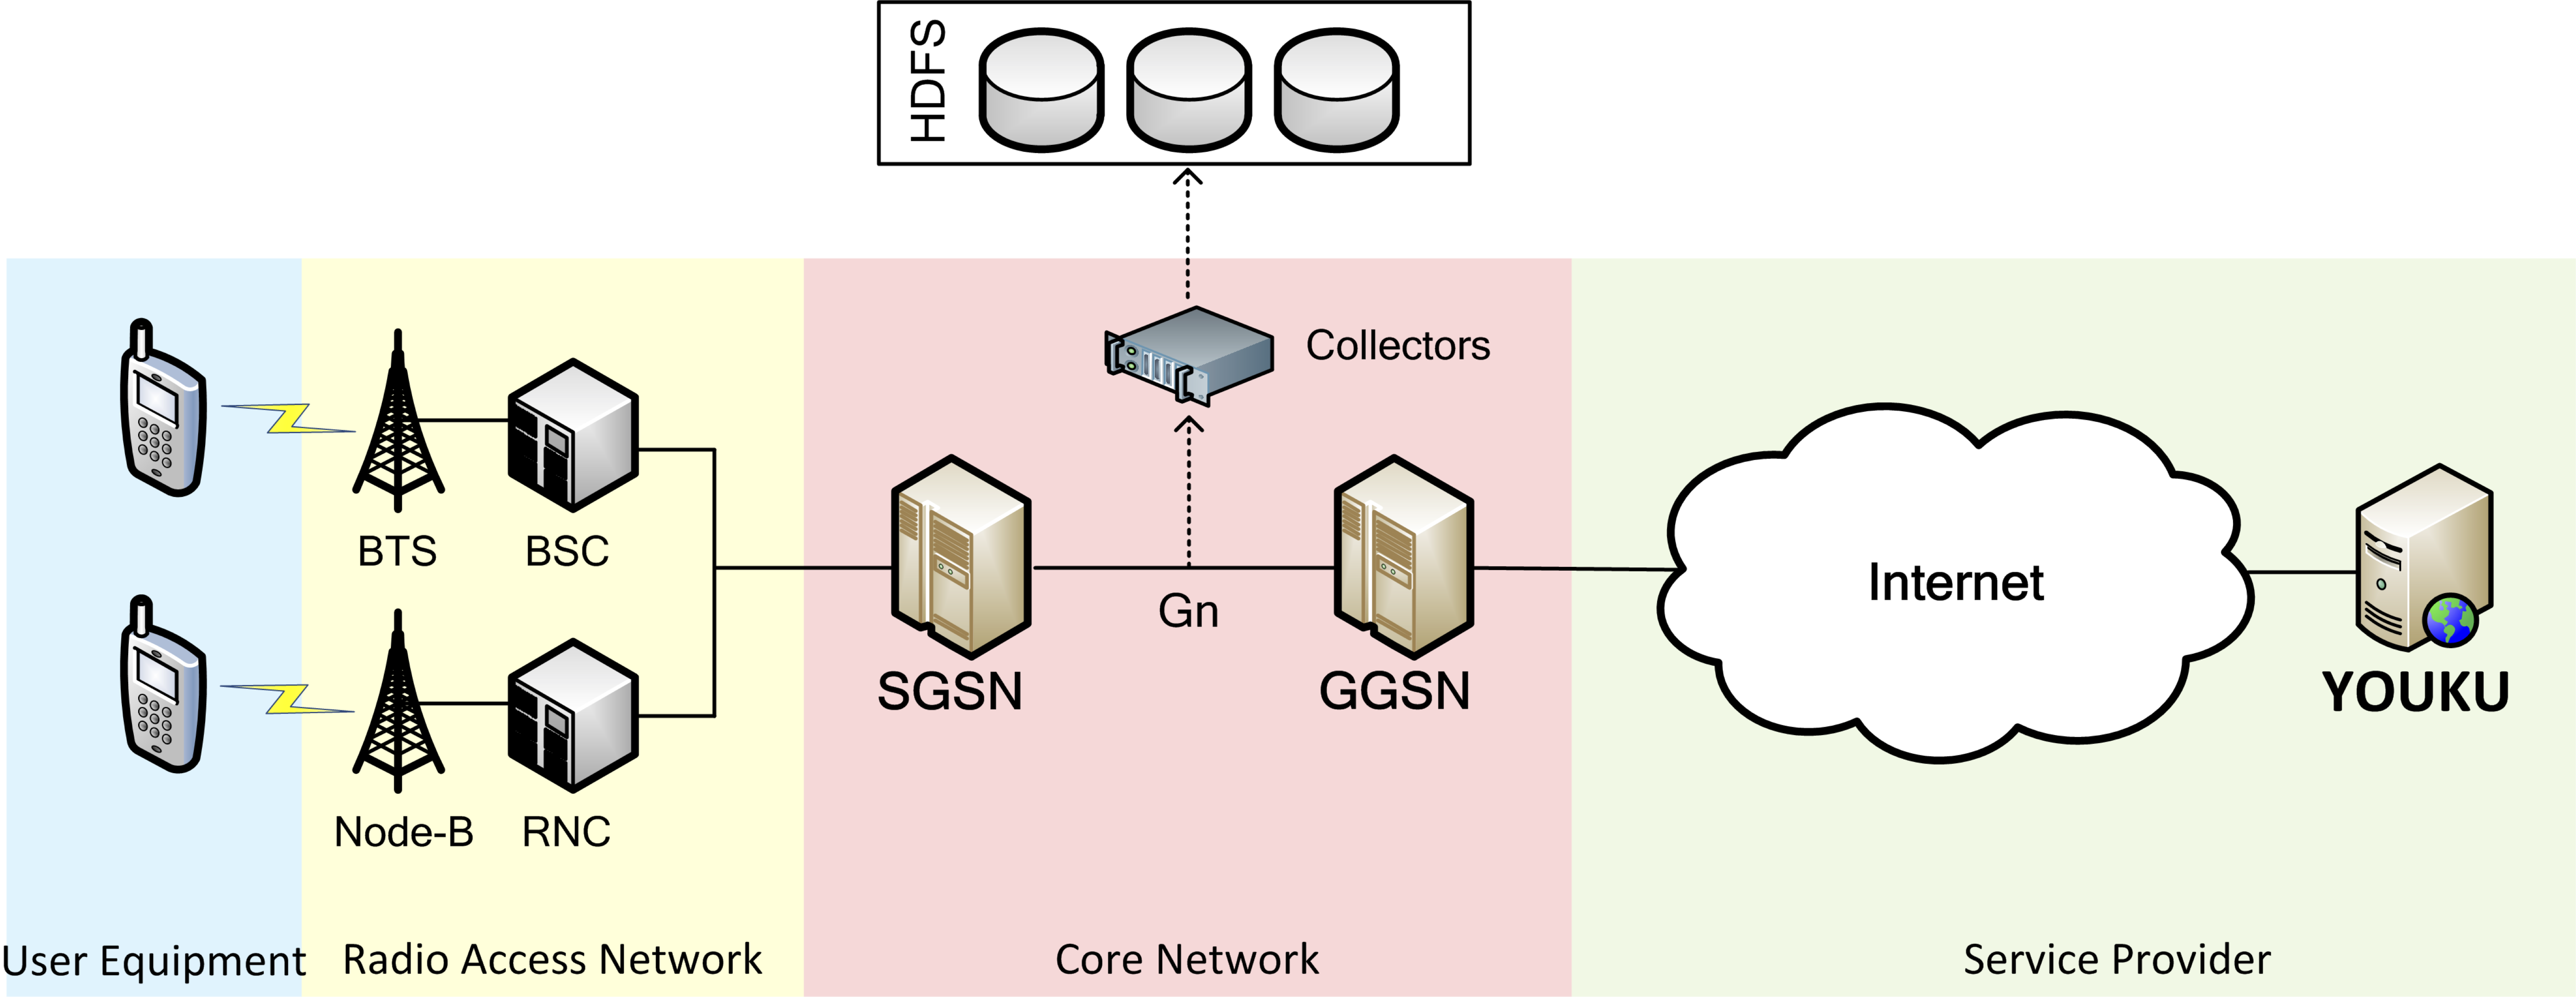 HDFS
Collectors
BTS
BSC
Node-B
RNC
SGSN
Gn
GGSN
Internet
YOUKU
User Equipment
Radio Access Network
Core Network
Service Provider